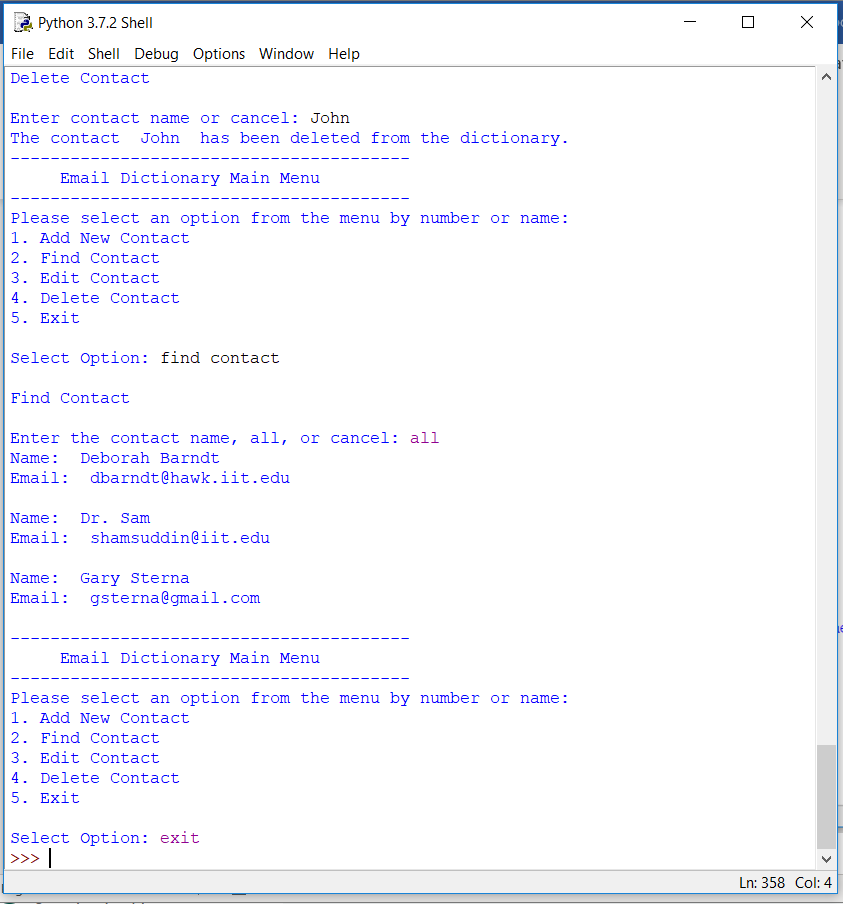 Python 3.7.2 Shell
File Edit Shell Debug Options Window Help
Delete Contact
Enter contact name or cancel: John
The contact  John  has been deleted from the dictionary.
----------------------------------------
     Email Dictionary Main Menu
----------------------------------------
Please select an option from the menu by number or name:
1. Add New Contact
2. Find Contact
3. Edit Contact
4. Delete Contact
5. Exit
Select Option: find contact
Find Contact
Enter the contact name, all, or cancel: all
Name:  Deborah Barndt
Email:  dbarndt@hawk.iit.edu
Name:  Dr. Sam
Email:  shamsuddin@iit.edu
Name:  Gary Sterna
Email:  gsterna@gmail.com
----------------------------------------
     Email Dictionary Main Menu
----------------------------------------
Please select an option from the menu by number or name:
1. Add New Contact
2. Find Contact
3. Edit Contact
4. Delete Contact
5. Exit
Select Option: exit
>>>
Ln: 358 Col: 4